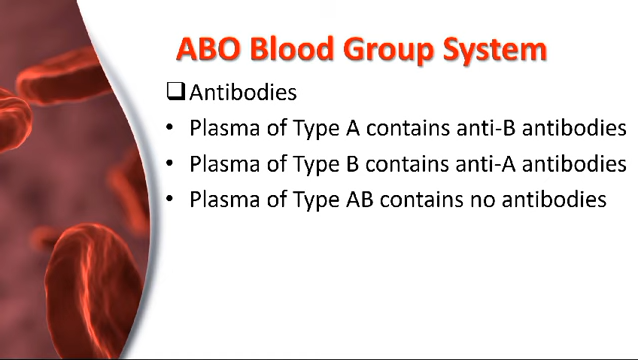 ABO Blood Group System
❑Antibodies
• Plasma of Type A contains anti-B antibodies
• Plasma of Type B contains anti-A antibodies
• Plasma of Type AB contains no antibodies